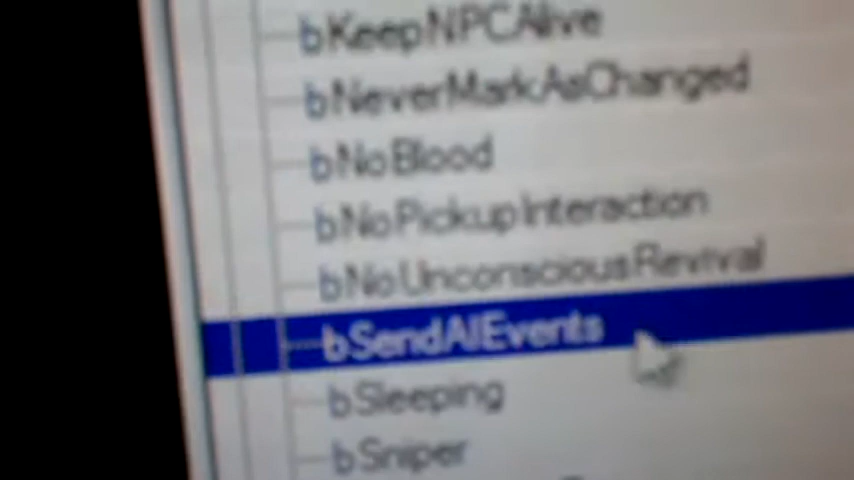 bKeepNPCAlive
bNeverMarkAsChanged
bNoBlood
bNoPickupInteraction
bNoUnconsciousRevival
bSendAIEvents
bSleeping
bSniper